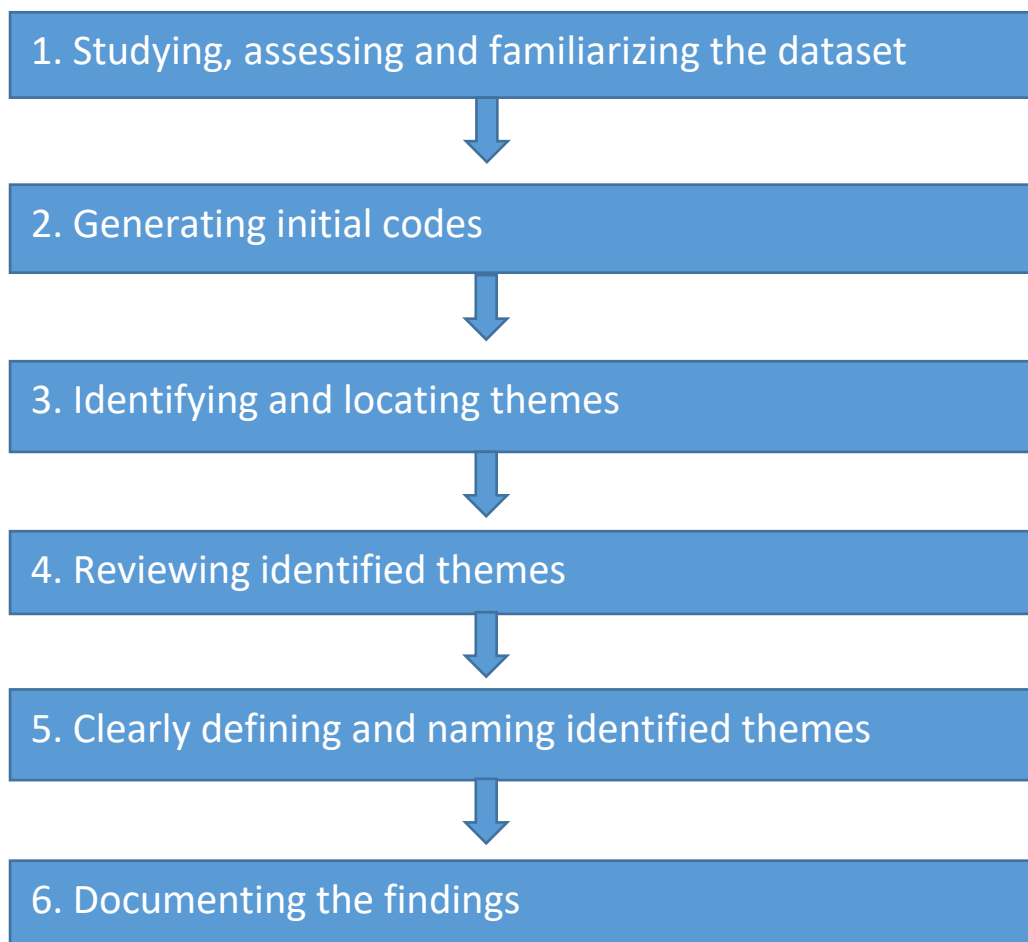 1. Studying, assessing and familiarizing the dataset
2. Generating initial codes
3. Identifying and locating themes
4. Reviewing identified themes
5. Clearly defining and naming identified themes
6. Documenting the findings